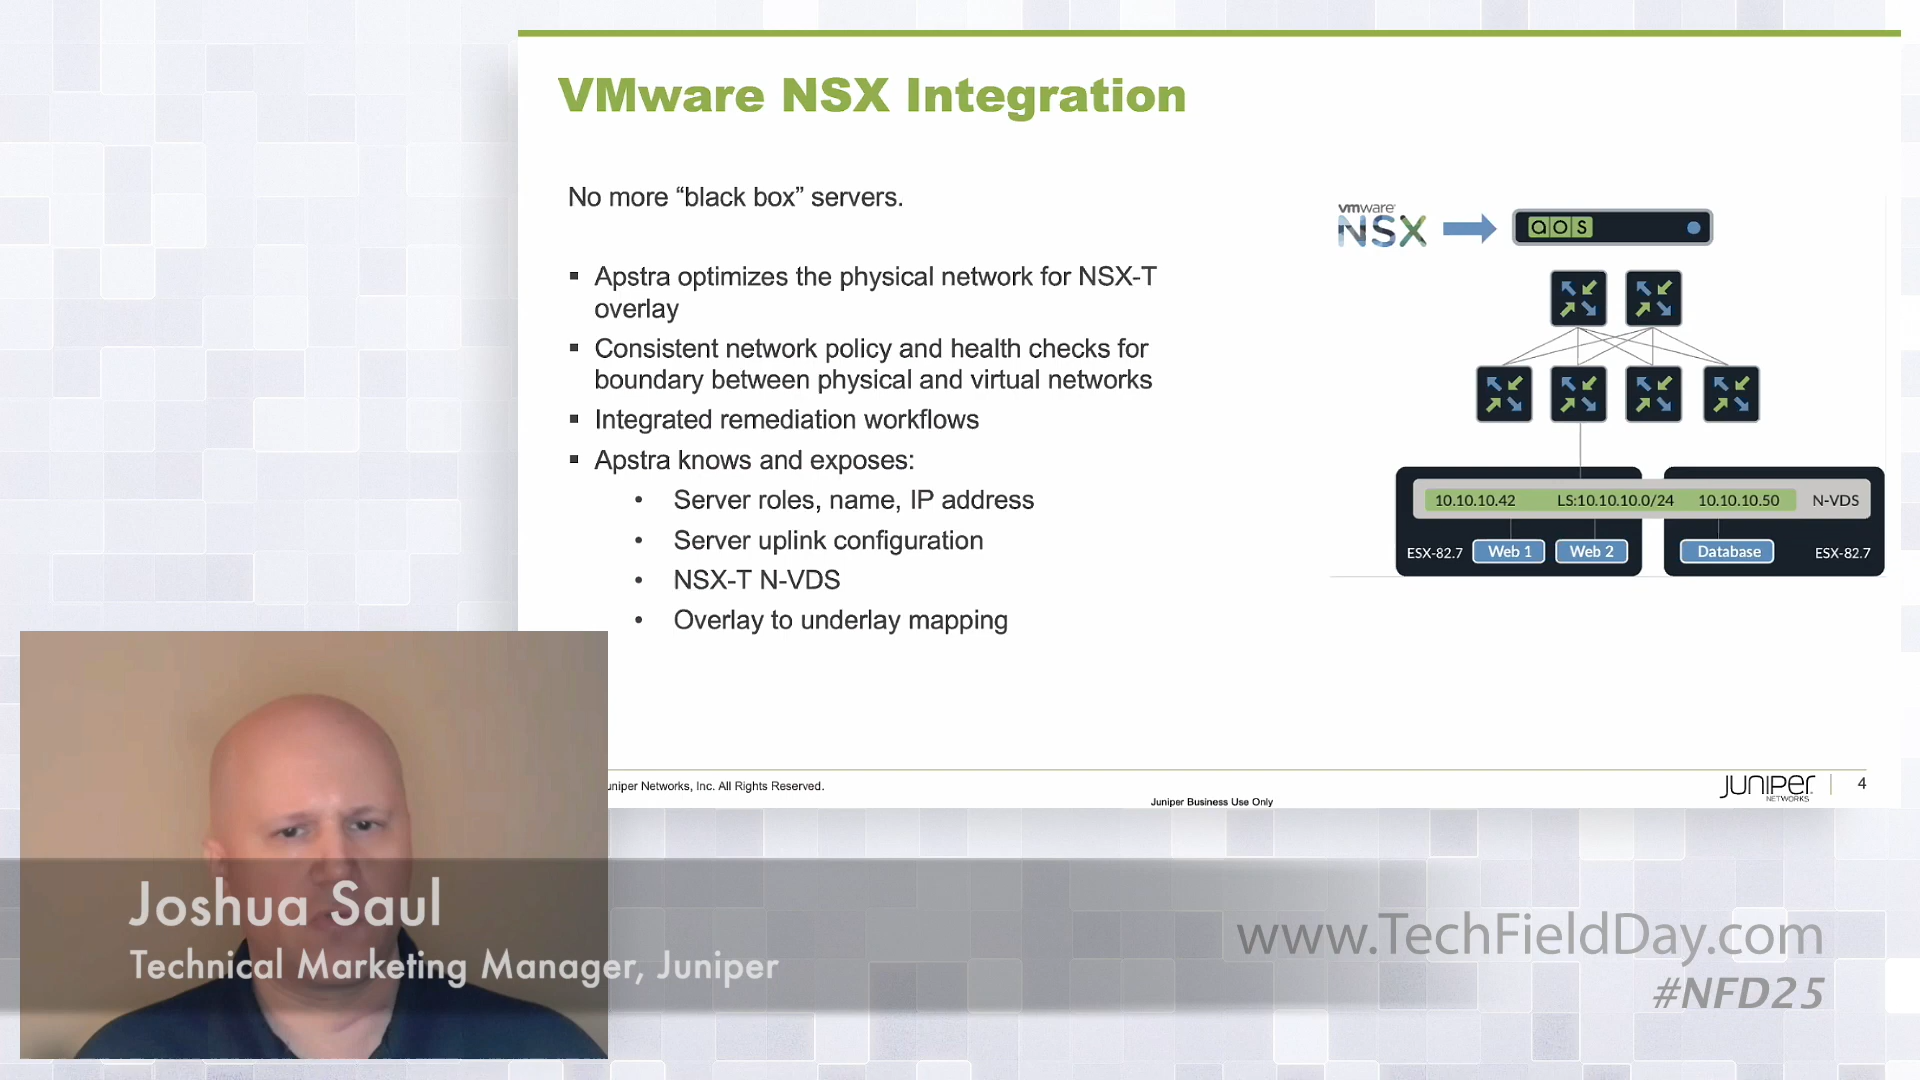 VMware NSX Integration
No more “black box” servers.
▪ Apstra optimizes the physical network for NSX-T
overlay
▪ Consistent network policy and health checks for
boundary between physical and virtual networks
▪ Integrated remediation workflows
▪ Apstra knows and exposes:
• Server roles, name, IP address
• Server uplink configuration
• NSX-T N-VDS
• Overlay to underlay mapping
vmware
NSX
aos
10.10.10.42 LS:10.10.10.0/24 10.10.10.50 N-VDS
ESX-82.7 Web 1 Web 2 Database ESX-82.7
Networks, Inc. All Rights Reserved.
Juniper Business Use Only
JUNIPER
NETWORKS
4
Joshua Saul
Technical Marketing Manager, Juniper
www.TechFieldDay.com
#NFD25